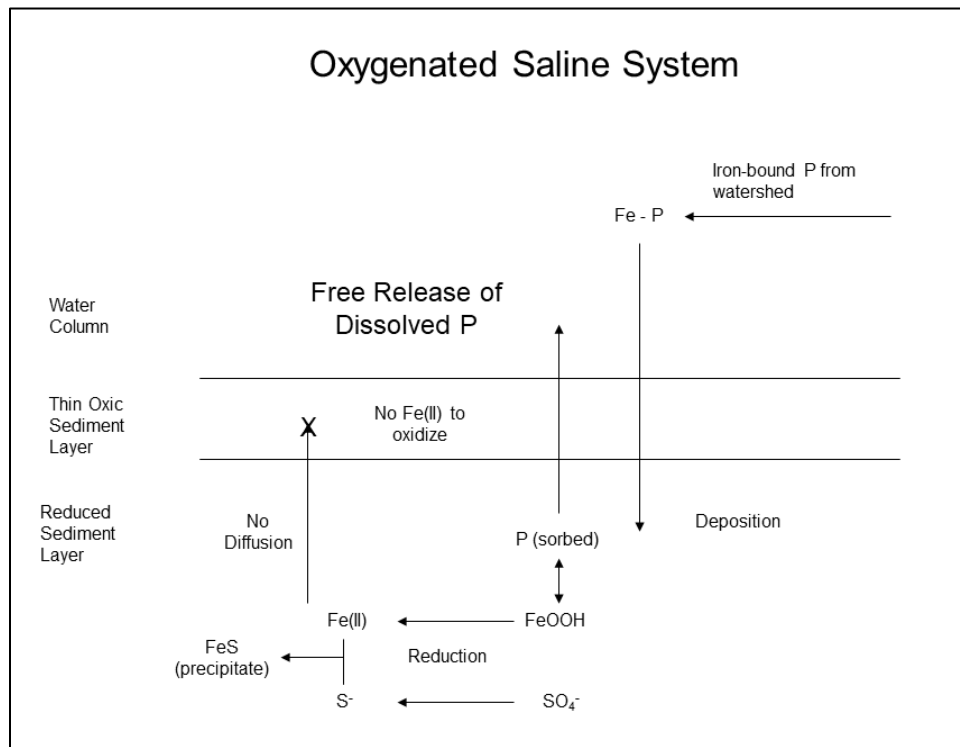 Oxygenated Saline System
Iron-bound P from
watershed
Fe - P
Water
Column
Free Release of
Dissolved P
Thin Oxic
Sediment
Layer
X
No Fe(II) to
oxidize
Reduced
Sediment
Layer
No
Diffusion
P (sorbed)
Deposition
Fe(II)
FeOOH
FeS
(precipitate)
Reduction
S⁻
SO₄⁻